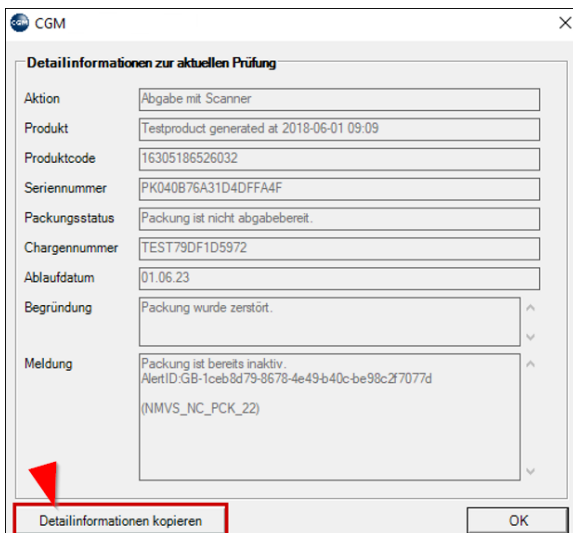 CGM
Detailinformationen zur aktuellen Prüfung
Aktion Abgabe mit Scanner
Produkt Testproduct generated at 2018-06-01 09:09
Produktcode 16305186526032
Seriennummer PK040B76A31D4DFFA4F
Packungsstatus Packung ist nicht abgabebereit.
Chargennummer TEST79DF1D5972
Ablaufdatum 01.06.23
Begründung Packung wurde zerstört.
Meldung Packung ist bereits inaktiv.
AlertID:GB-1ceb8d79-8678-4e49-b40c-be98c2f7077d
(NMVS_NC_PCK_22)
Detailinformationen kopieren OK